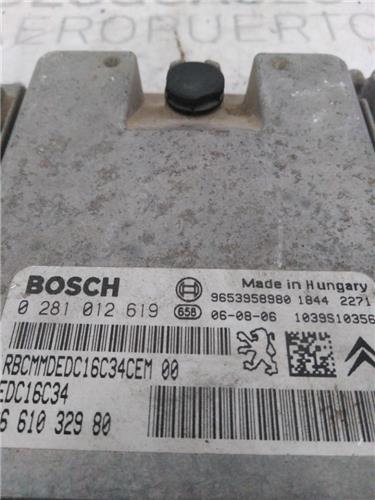 AEROPUERTO
BOSCH
0 281 012 619
658
Made in Hungary
9653958980 1844 2271
06-08-06 1039S10356
RBCMMDEDC16C34CEM 00
EDC16C34
6 610 329 80